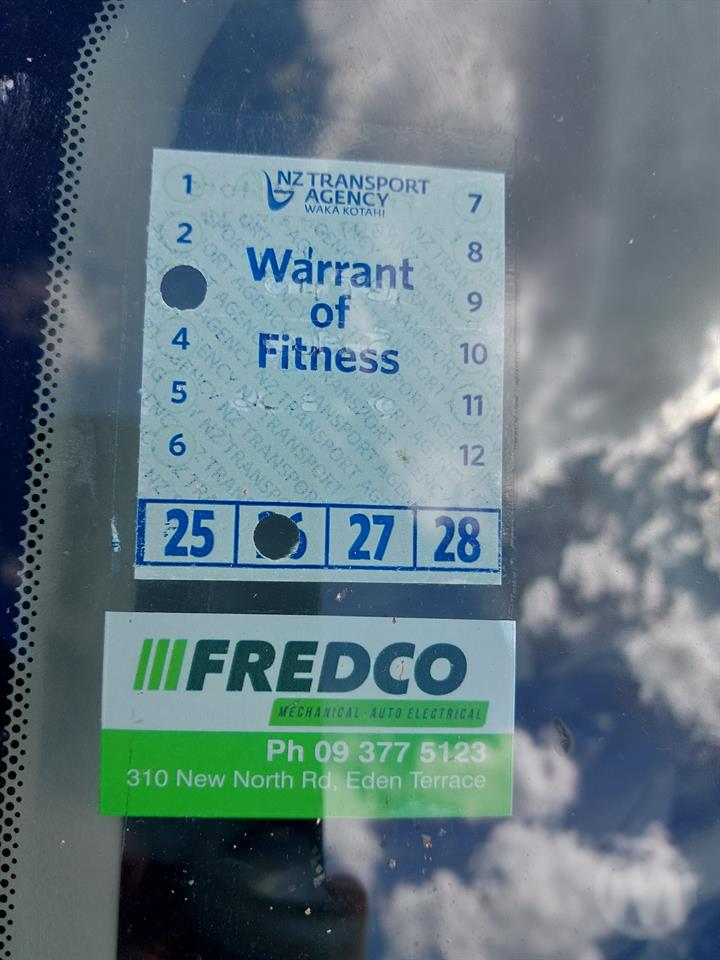 NZ TRANSPORT
AGENCY
WAKA KOTAHI
1
2
4
5
6
7
8
9
10
11
12
Warrant
of
Fitness
25 27 28
FREDCO
MECHANICAL - AUTO ELECTRICAL
Ph 09 377 5123
310 New North Rd, Eden Terrace